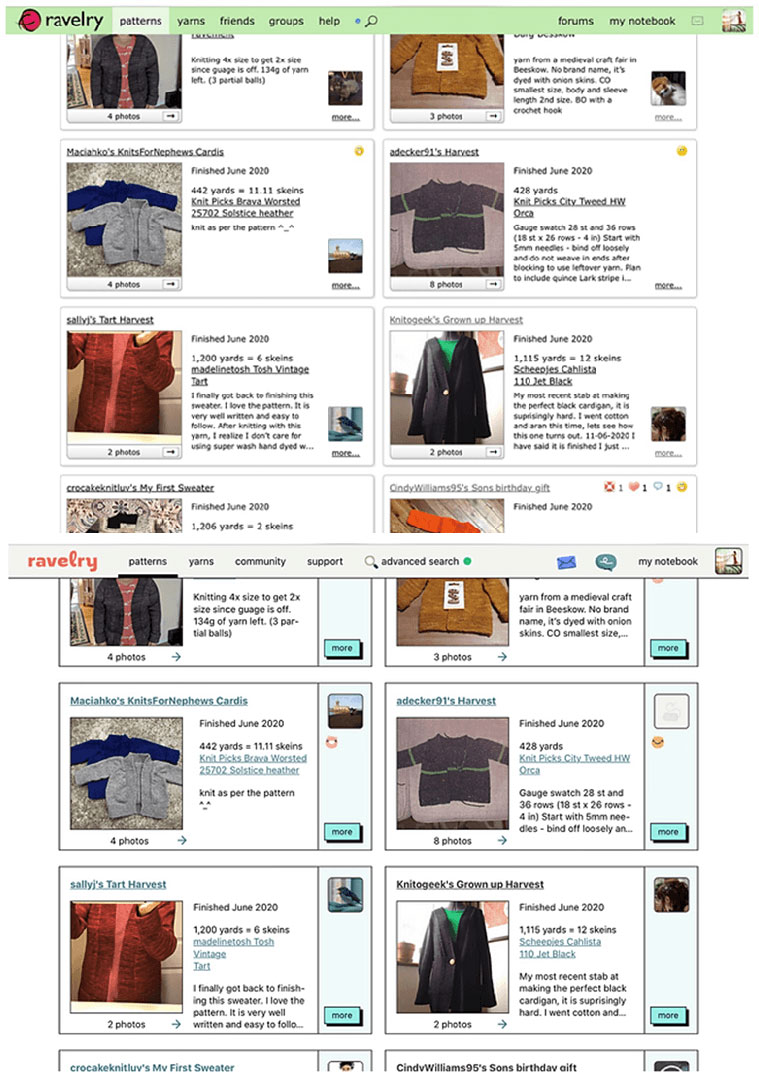 ravelry patterns yarns friends groups help forums my notebook
Knitting 4x size to get 2x
size since guage is off. 134g of yarn
left. (3 partial balls)
4 photos
more...
yarn from a medieval craft fair in
Beeskow. No brand name, it's
dyed with onion skins. CO
smallest size, body and sleeve
length 2nd size. BO with a
crochet hook
3 photos
more...
Maciahko's KnitsForNephews Cardis
Finished June 2020
442 yards = 11.11 skeins
Knit Picks Brava Worsted
25702 Solstice heather
knit as per the pattern ^_^
4 photos
more...
adecker91's Harvest
Finished June 2020
428 yards
Knit Picks City Tweed HW
Orca
Gauge swatch 28 st and 36 rows
(18 st x 26 rows - 4 in) Start with
5mm needles - bind off loosely
and do not weave in ends after
blocking to use leftover yarn. Plan
to include quince Lark stripe i...
8 photos
more...
sallyj's Tart Harvest
Finished June 2020
1,200 yards = 6 skeins
madelinetosh Tosh Vintage
Tart
I finally got back to finishing this
sweater. I love the pattern. It is
very well written and easy to
follow. After knitting with this
yarn, I realize I don't care for
using super wash hand dyed w...
2 photos
more...
Knitogeek's Grown up Harvest
Finished June 2020
1,115 yards = 12 skeins
Scheepjes Cahlista
110 Jet Black
My most recent stab at making
the perfect black cardigan, it is
suprisingly hard. I went cotton
and aran this time, lets see how
this one turns out. 11-06-2020 I
have said it is finished I just ...
2 photos
more...
crocakeknitluv's My First Sweater
Finished June 2020
1,206 yards = 2 skeins
CindyWilliams95's Sons birthday gift
1 1 1
Finished June 2020
ravelry patterns yarns community support advanced search my notebook
Knitting 4x size to get 2x
size since guage is off.
134g of yarn left. (3 par-
tial balls)
4 photos
more
yarn from a medieval craft
fair in Beeskow. No brand
name, it's dyed with onion
skins. CO smallest size,...
3 photos
more
Maciahko's KnitsForNephews Cardis
Finished June 2020
442 yards = 11.11 skeins
Knit Picks Brava Worsted
25702 Solstice heather
knit as per the pattern
^_^
4 photos
more
adecker91's Harvest
Finished June 2020
428 yards
Knit Picks City Tweed HW
Orca
Gauge swatch 28 st and
36 rows (18 st x 26 rows -
4 in) Start with 5mm nee-
dles - bind off loosely an...
8 photos
more
sallyj's Tart Harvest
Finished June 2020
1,200 yards = 6 skeins
madelinetosh Tosh
Vintage
Tart
I finally got back to finish-
ing this sweater. I love the
pattern. It is very well
written and easy to follo...
2 photos
more
Knitogeek's Grown up Harvest
Finished June 2020
1,115 yards = 12 skeins
Scheepjes Cahlista
110 Jet Black
My most recent stab at
making the perfect black
cardigan, it is suprisingly
hard. I went cotton and...
2 photos
more
crocakeknitluv's My First Sweater
CindyWilliams95's Sons birthday gift